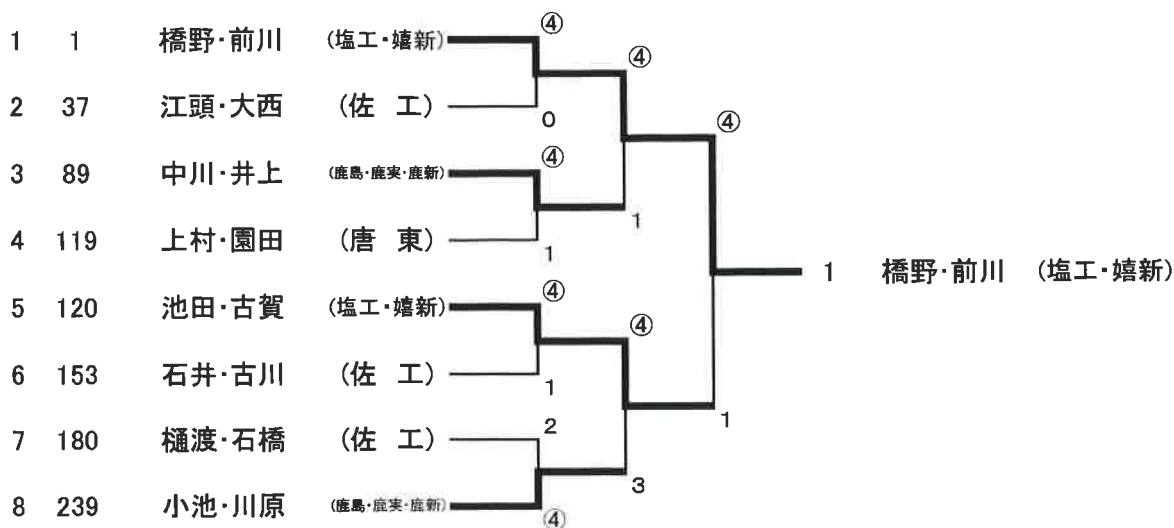 ④
1 1 橋野・前川 (塩工・嬉新)
④
2 37 江頭・大西 (佐 工)
0
④
④
3 89 中川・井上 (鹿島・鹿実・鹿新)
1
4 119 上村・園田 (唐 東)
1
1 橋野・前川 (塩工・嬉新)
④
5 120 池田・古賀 (塩工・嬉新)
④
6 153 石井・古川 (佐 工)
1
1
2
7 180 樋渡・石橋 (佐 工)
3
8 239 小池・川原 (鹿島・鹿実・鹿新)
④